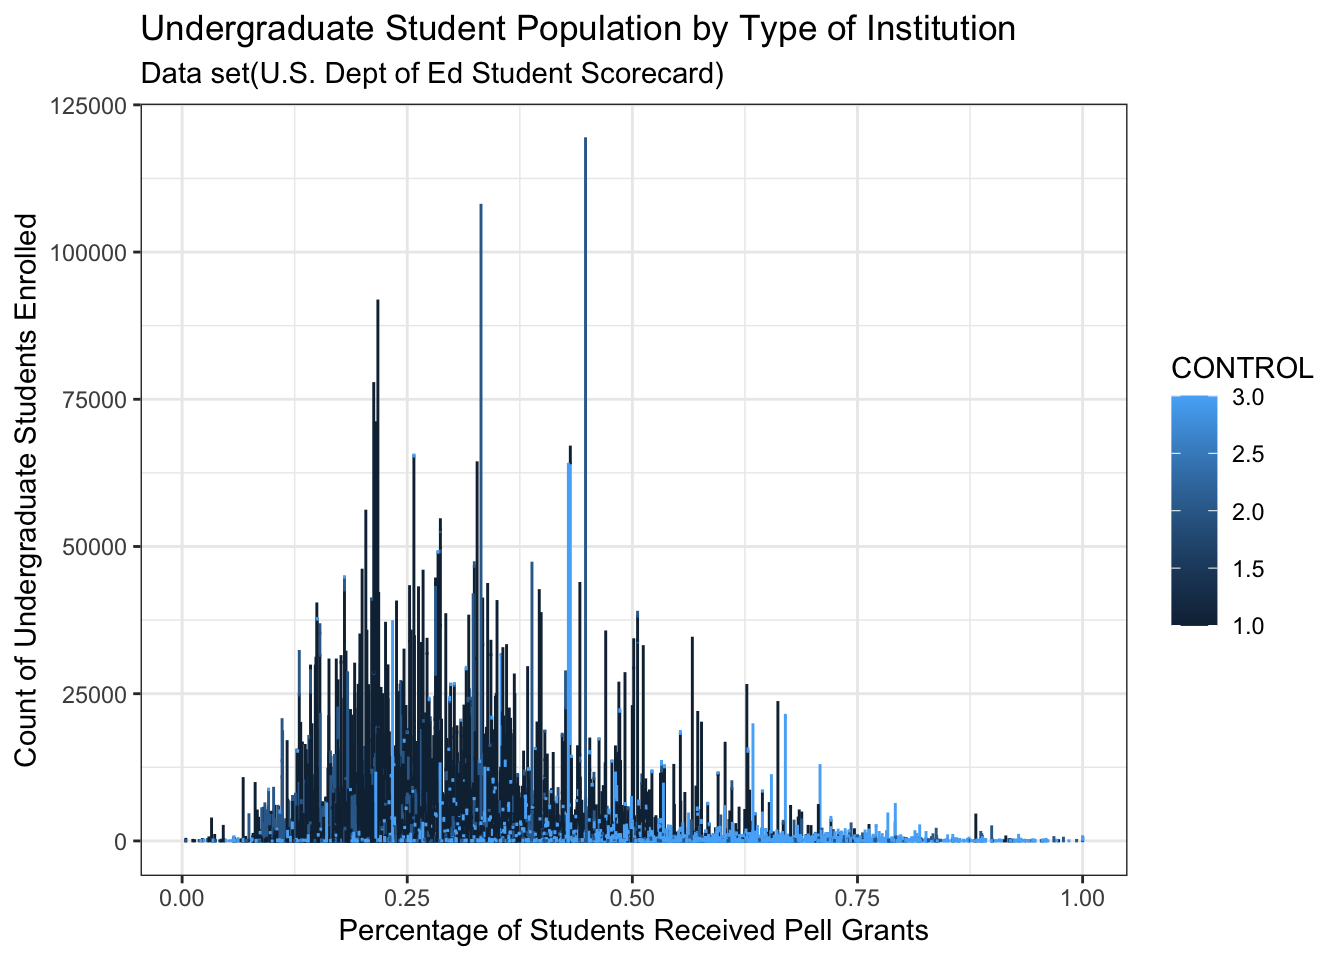 Undergraduate Student Population by Type of Institution
Data set(U.S. Dept of Ed Student Scorecard)
Count of Undergraduate Students Enrolled
125000
100000
75000
50000
25000
0
0.00 0.25 0.50 0.75 1.00
Percentage of Students Received Pell Grants
CONTROL
3.0
2.5
2.0
1.5
1.0